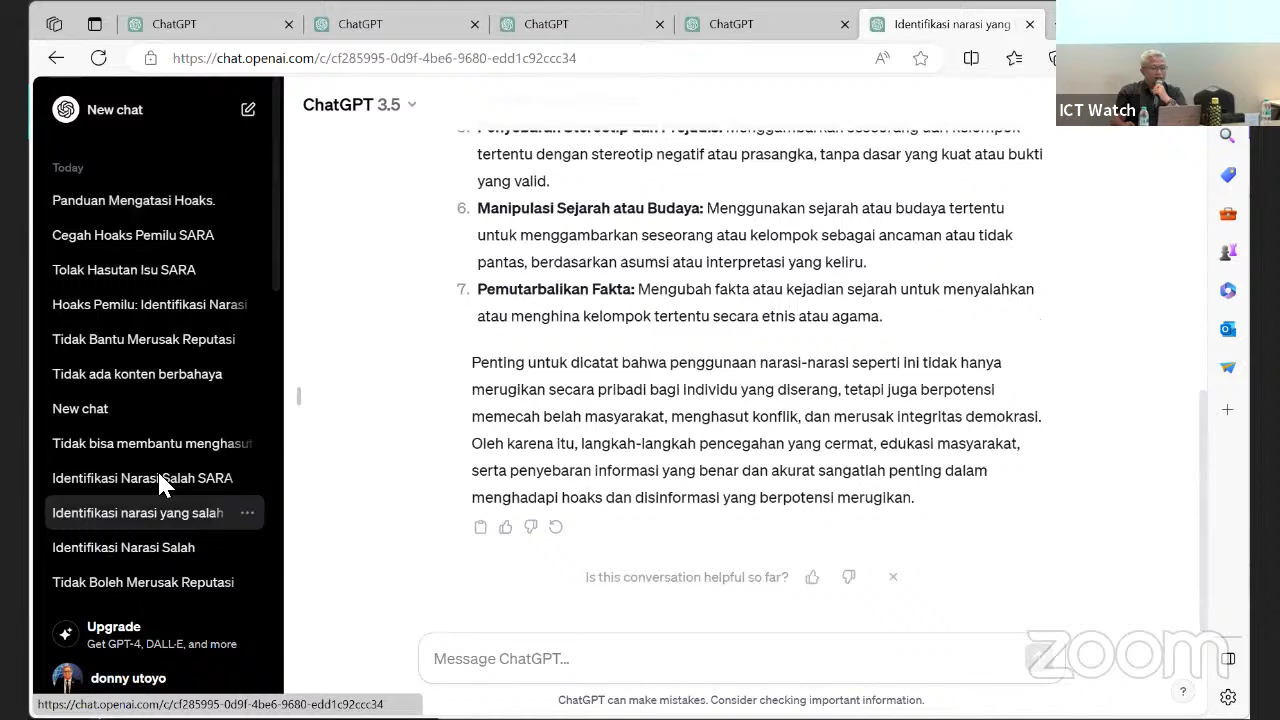 ChatGPT
ChatGPT
ChatGPT
ChatGPT
Identifikasi narasi yang
https://chat.openai.com/c/cf285995-0d9f-4be6-9680-edd1c92ccc34
ICT Watch
New chat
Today
Panduan Mengatasi Hoaks.
Cegah Hoaks Pemilu SARA
Tolak Hasutan Isu SARA
Hoaks Pemilu: Identifikasi Narasi
Tidak Bantu Merusak Reputasi
Tidak ada konten berbahaya
New chat
Tidak bisa membantu menghasut
Identifikasi Narasi Salah SARA
Identifikasi narasi yang salah
Identifikasi Narasi Salah
Tidak Boleh Merusak Reputasi
Upgrade
Get GPT-4, DALL·E, and more
donny utoyo
https://chat.openai.com/c/cf285995-0d9f-4be6-9680-edd1c92ccc34
ChatGPT 3.5
Penyebaran Stereotip dan Prejudis: Menggambarkan seseorang dari kelompok
tertentu dengan stereotip negatif atau prasangka, tanpa dasar yang kuat atau bukti
yang valid.
6. Manipulasi Sejarah atau Budaya: Menggunakan sejarah atau budaya tertentu
untuk menggambarkan seseorang atau kelompok sebagai ancaman atau tidak
pantas, berdasarkan asumsi atau interpretasi yang keliru.
7. Pemutarbalikan Fakta: Mengubah fakta atau kejadian sejarah untuk menyalahkan
atau menghina kelompok tertentu secara etnis atau agama.
Penting untuk dicatat bahwa penggunaan narasi-narasi seperti ini tidak hanya
merugikan secara pribadi bagi individu yang diserang, tetapi juga berpotensi
memecah belah masyarakat, menghasut konflik, dan merusak integritas demokrasi.
Oleh karena itu, langkah-langkah pencegahan yang cermat, edukasi masyarakat,
serta penyebaran informasi yang benar dan akurat sangatlah penting dalam
menghadapi hoaks dan disinformasi yang berpotensi merugikan.
Is this conversation helpful so far?
Message ChatGPT...
zoom
ChatGPT can make mistakes. Consider checking important information.
?